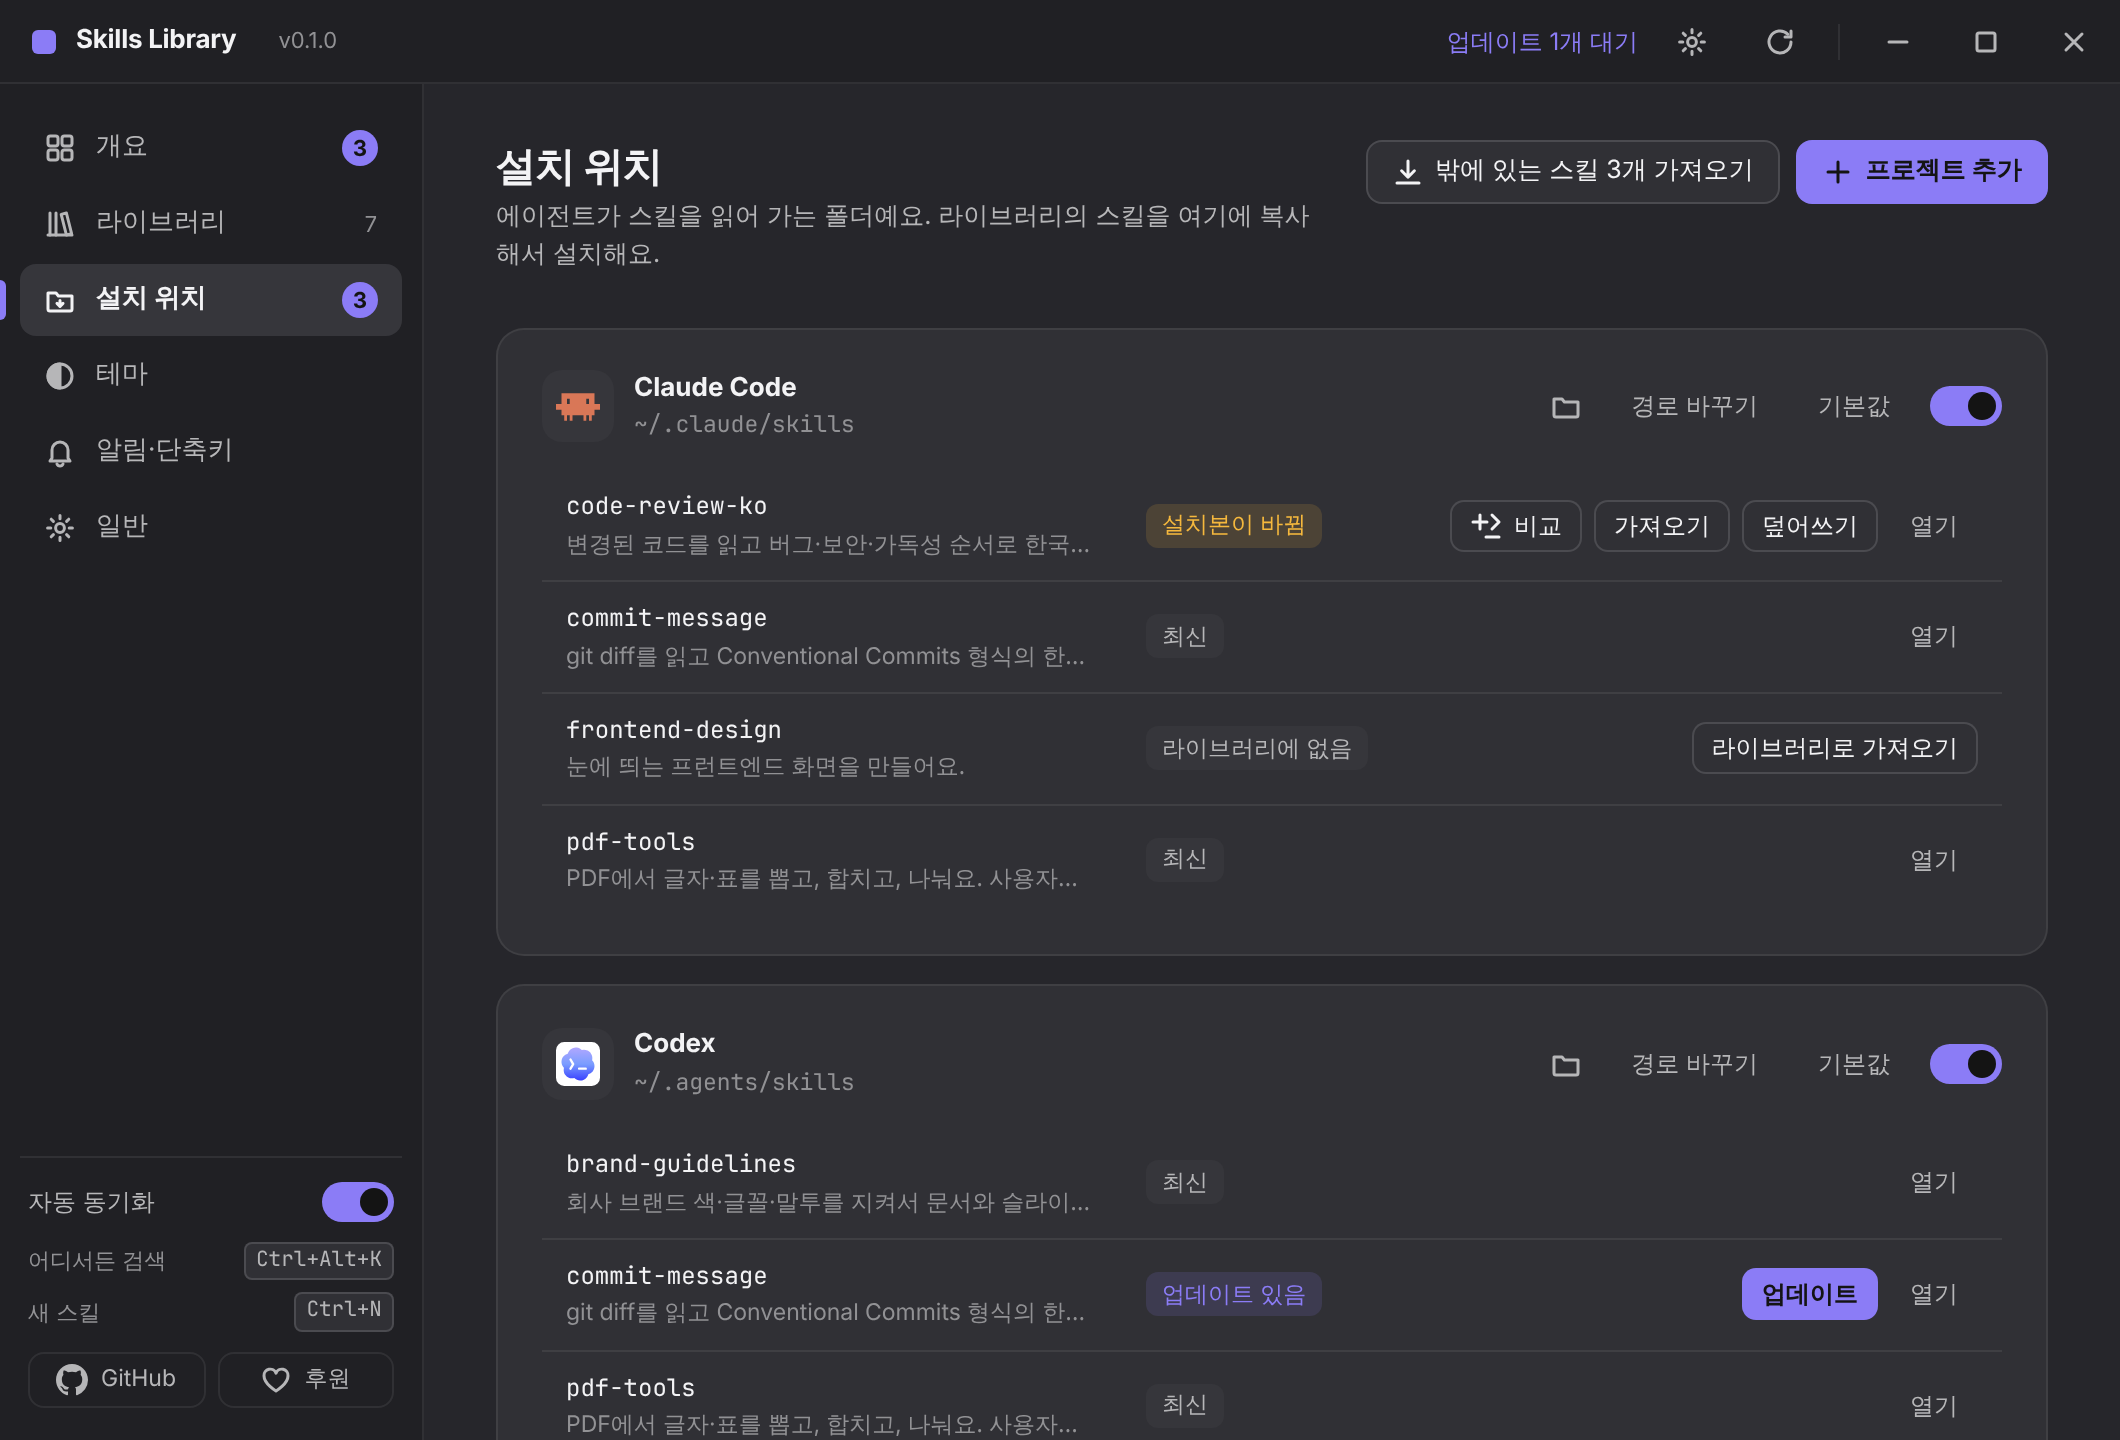 Skills Library v0.1.0
업데이트 1개 대기
개요 3
라이브러리 7
설치 위치 3
테마
알림·단축키
일반
자동 동기화
어디서든 검색 Ctrl+Alt+K
새 스킬 Ctrl+N
GitHub 후원
설치 위치
에이전트가 스킬을 읽어 가는 폴더예요. 라이브러리의 스킬을 여기에 복사
해서 설치해요.
밖에 있는 스킬 3개 가져오기
프로젝트 추가
Claude Code
~/.claude/skills
경로 바꾸기 기본값
code-review-ko
변경된 코드를 읽고 버그·보안·가독성 순서로 한국...
설치본이 바뀜
비교 가져오기 덮어쓰기 열기
commit-message
git diff를 읽고 Conventional Commits 형식의 한...
최신
열기
frontend-design
눈에 띄는 프런트엔드 화면을 만들어요.
라이브러리에 없음
라이브러리로 가져오기
pdf-tools
PDF에서 글자·표를 뽑고, 합치고, 나눠요. 사용자...
최신
열기
Codex
~/.agents/skills
경로 바꾸기 기본값
brand-guidelines
회사 브랜드 색·글꼴·말투를 지켜서 문서와 슬라이...
최신
열기
commit-message
git diff를 읽고 Conventional Commits 형식의 한...
업데이트 있음
업데이트 열기
pdf-tools
PDF에서 글자·표를 뽑고, 합치고, 나눠요. 사용자...
최신
열기